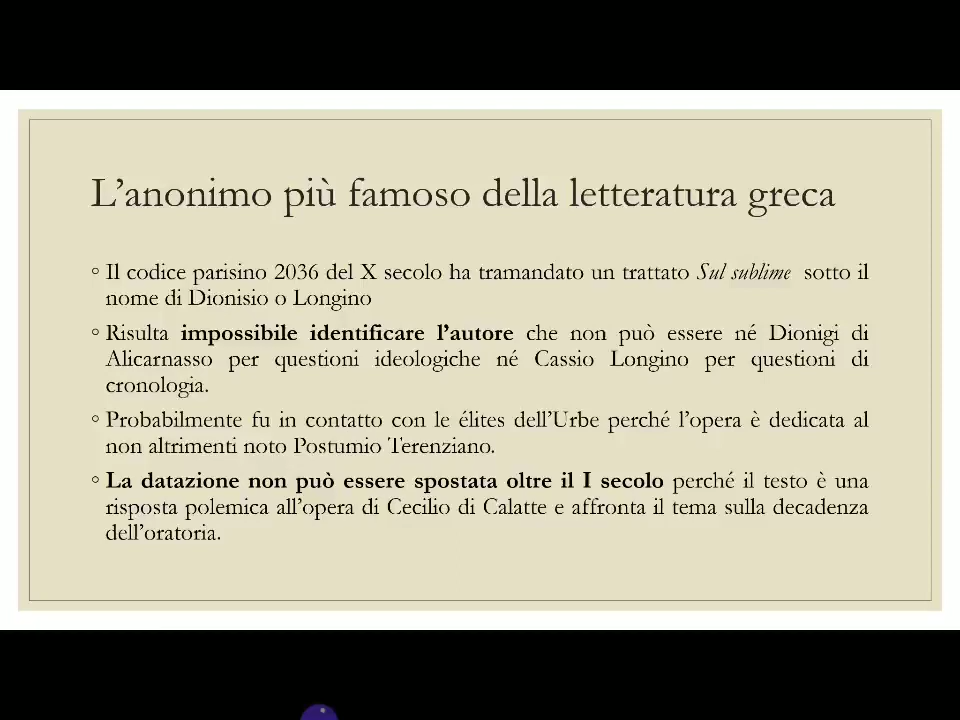 L’anonimo più famoso della letteratura greca
◦ Il codice parisino 2036 del X secolo ha tramandato un trattato Sul sublime sotto il
nome di Dionisio o Longino
◦ Risulta impossibile identificare l’autore che non può essere né Dionigi di
Alicarnasso per questioni ideologiche né Cassio Longino per questioni di
cronologia.
◦ Probabilmente fu in contatto con le élites dell’Urbe perché l’opera è dedicata al
non altrimenti noto Postumio Terenziano.
◦ La datazione non può essere spostata oltre il I secolo perché il testo è una
risposta polemica all’opera di Cecilio di Calatte e affronta il tema sulla decadenza
dell’oratoria.